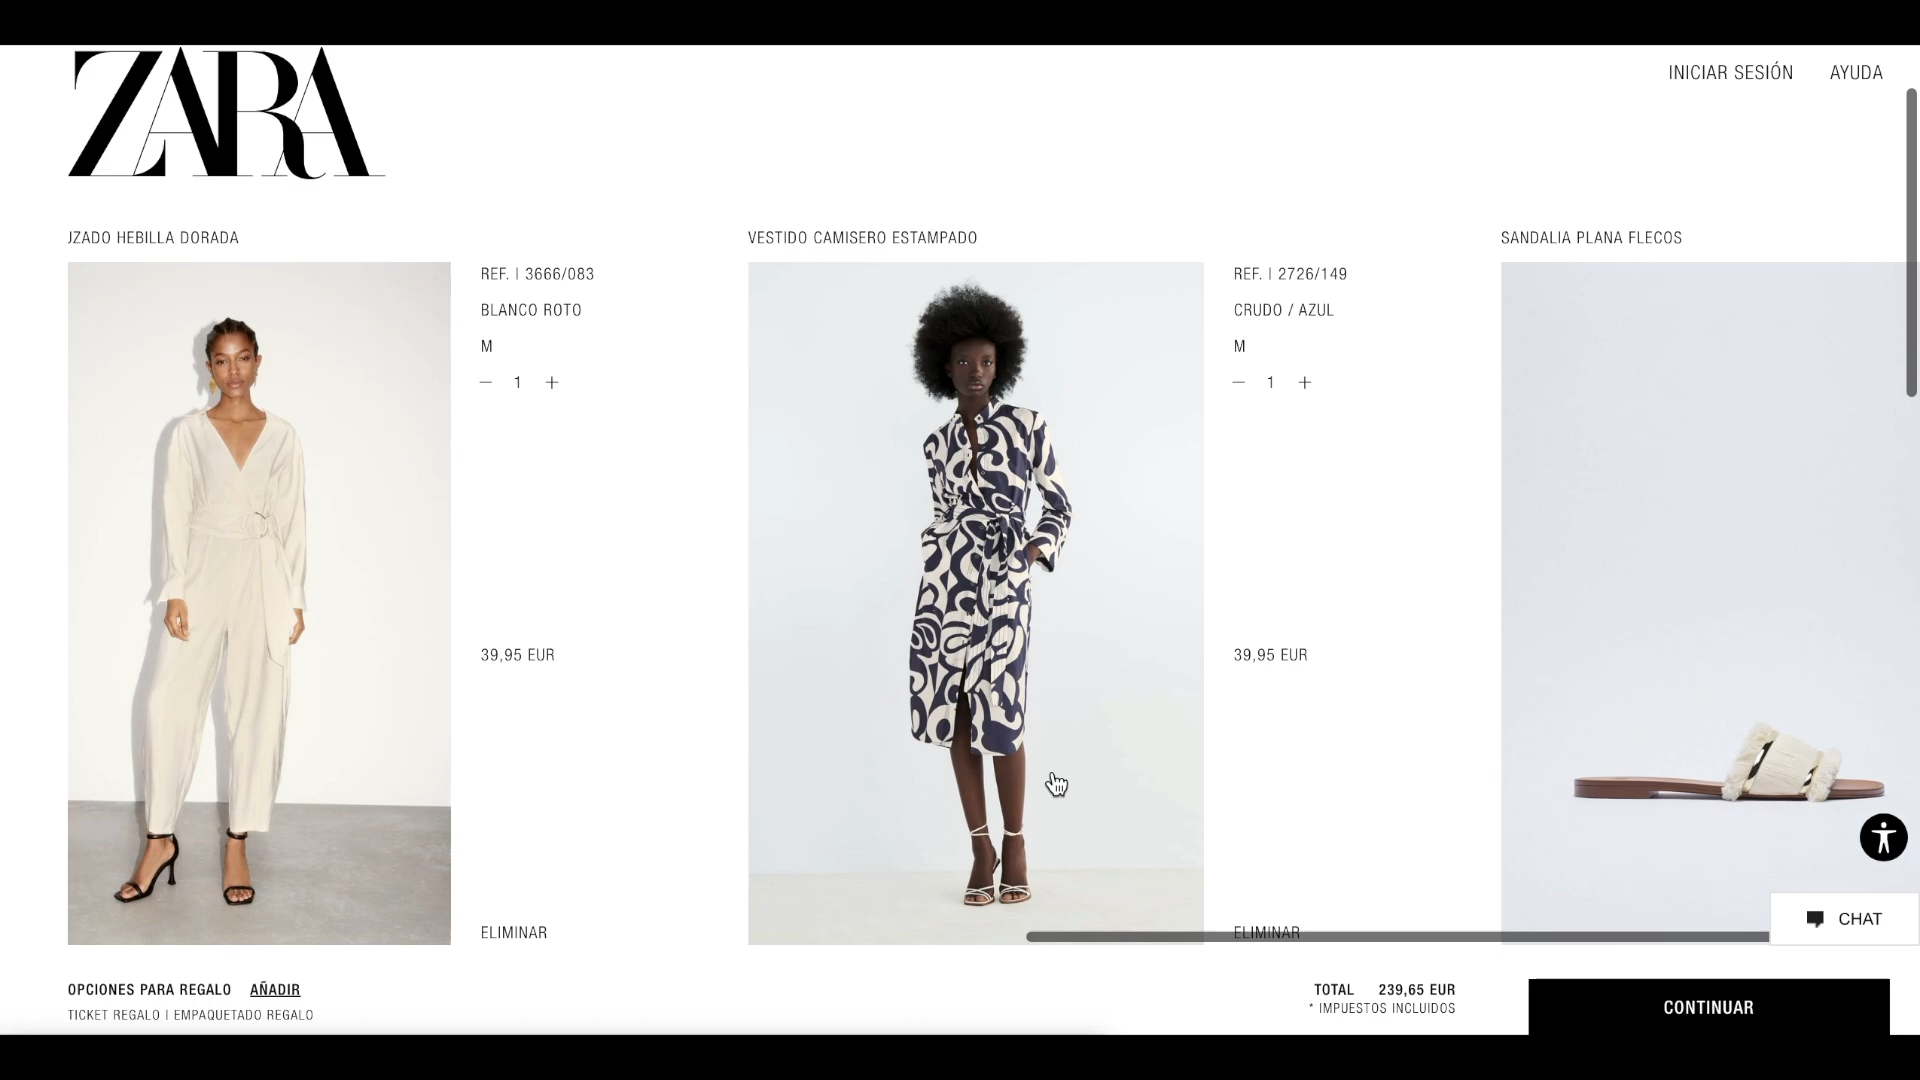 ZARA
INICIAR SESIÓN
AYUDA
JZADO HEBILLA DORADA
REF. | 3666/083
BLANCO ROTO
M
— 1 +
39,95 EUR
ELIMINAR
VESTIDO CAMISERO ESTAMPADO
REF. | 2726/149
CRUDO / AZUL
M
— 1 +
39,95 EUR
ELIMINAR
SANDALIA PLANA FLECOS
CHAT
OPCIONES PARA REGALO AÑADIR
TICKET REGALO | EMPAQUETADO REGALO
TOTAL 239,65 EUR
* IMPUESTOS INCLUIDOS
CONTINUAR